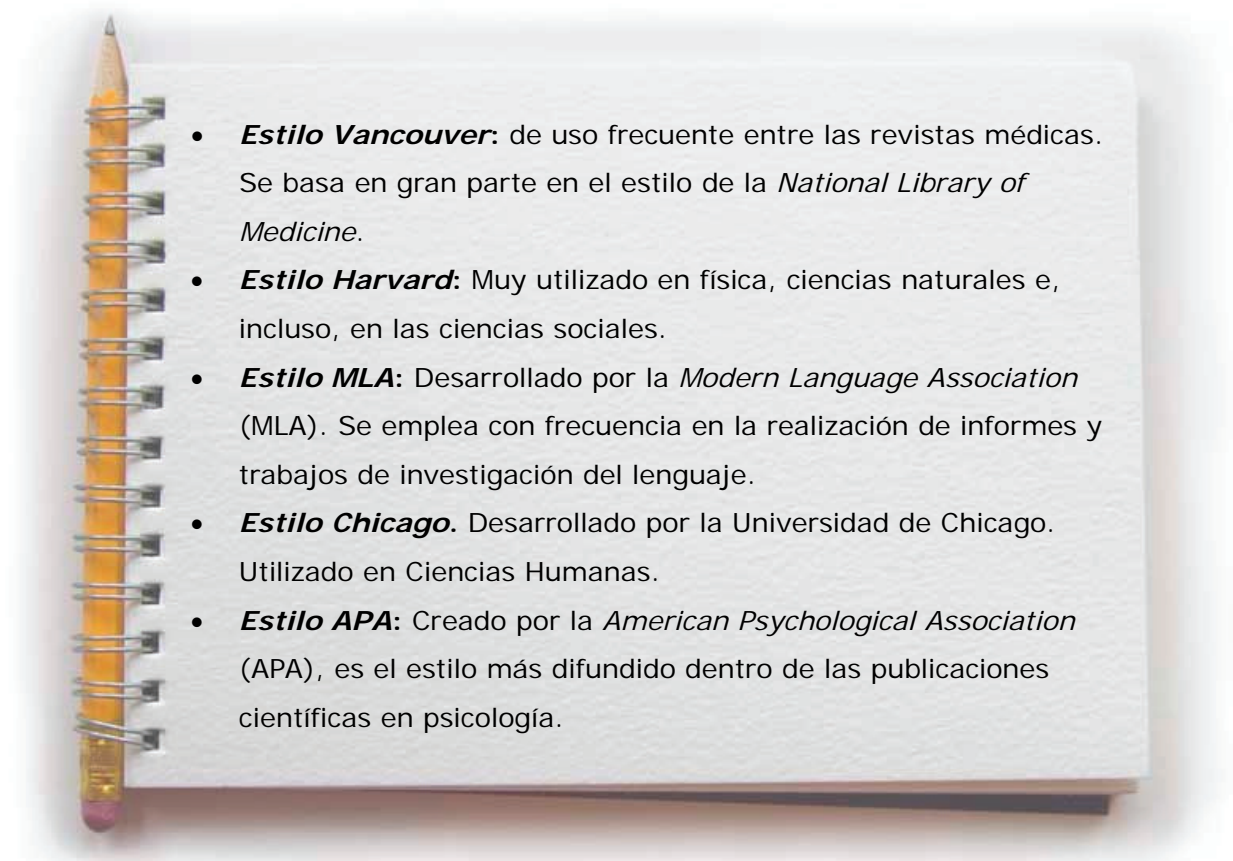 • Estilo Vancouver: de uso frecuente entre las revistas médicas.
Se basa en gran parte en el estilo de la National Library of
Medicine.
• Estilo Harvard: Muy utilizado en física, ciencias naturales e,
incluso, en las ciencias sociales.
• Estilo MLA: Desarrollado por la Modern Language Association
(MLA). Se emplea con frecuencia en la realización de informes y
trabajos de investigación del lenguaje.
• Estilo Chicago. Desarrollado por la Universidad de Chicago.
Utilizado en Ciencias Humanas.
• Estilo APA: Creado por la American Psychological Association
(APA), es el estilo más difundido dentro de las publicaciones
científicas en psicología.